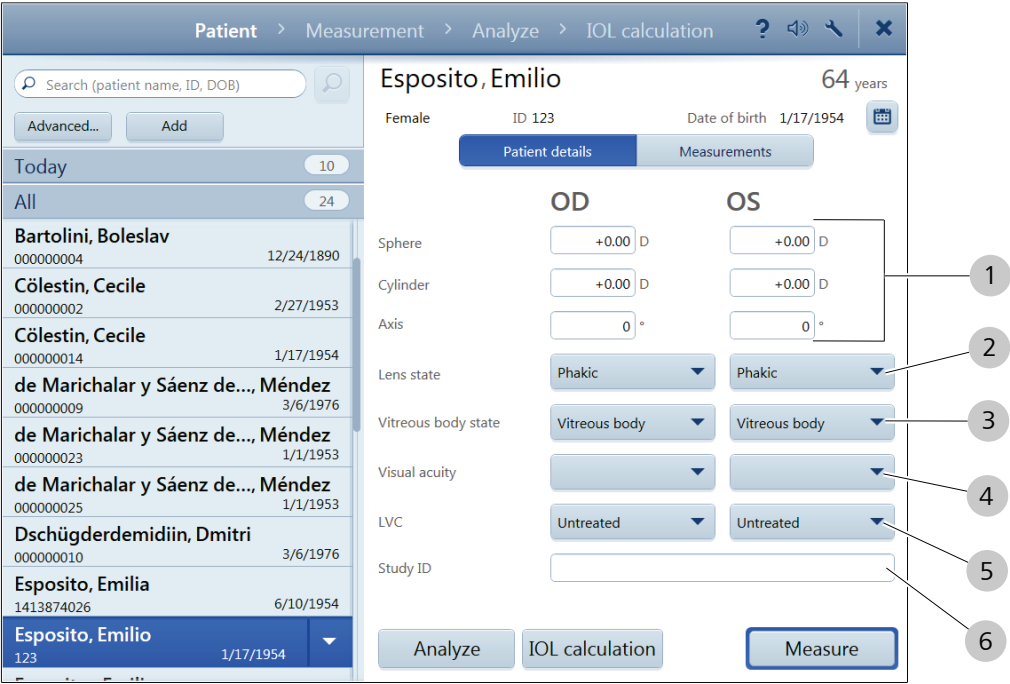 Patient > Measurement > Analyze > IOL calculation ?
Search (patient name, ID, DOB)
Advanced... Add
Today 10
All 24
Bartolini, Boleslav
000000004 12/24/1890
Cölestin, Cecile
000000002 2/27/1953
Cölestin, Cecile
000000014 1/17/1954
de Marichalar y Sáenz de..., Méndez
000000009 3/6/1976
de Marichalar y Sáenz de..., Méndez
000000023 1/1/1953
de Marichalar y Sáenz de..., Méndez
000000025 1/1/1953
Dschügderdemidiin, Dmitri
000000010 3/6/1976
Esposito, Emilia
1413874026 6/10/1954
Esposito, Emilio
123 1/17/1954
Esposito, Emilio 64 years
Female ID 123 Date of birth 1/17/1954
Patient details Measurements
OD OS
Sphere +0.00 D +0.00 D
Cylinder +0.00 D +0.00 D
Axis 0 ° 0 °
Lens state Phakic Phakic
Vitreous body state Vitreous body Vitreous body
Visual acuity
LVC Untreated Untreated
Study ID
Analyze IOL calculation Measure
1
2
3
4
5
6